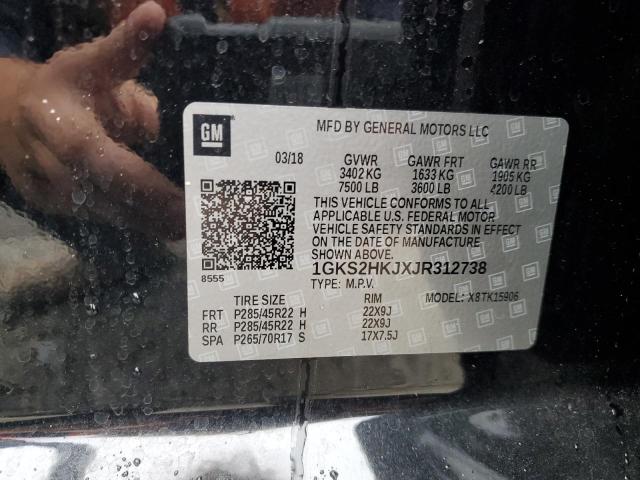 GM
MFD BY GENERAL MOTORS LLC
03/18 GVWR GAWR FRT GAWR RR
3402 KG 1633 KG 1905 KG
7500 LB 3600 LB 4200 LB
THIS VEHICLE CONFORMS TO ALL
APPLICABLE U.S. FEDERAL MOTOR
VEHICLE SAFETY STANDARDS IN EFFECT
ON THE DATE OF MANUFACTURE
SHOWN ABOVE.
8555 1GKS2HKJXJR312738
TYPE: M.P.V. MODEL: X8TK15906
TIRE SIZE RIM
FRT P285/45R22 H 22X9J
RR P285/45R22 H 22X9J
SPA P265/70R17 S 17X7.5J